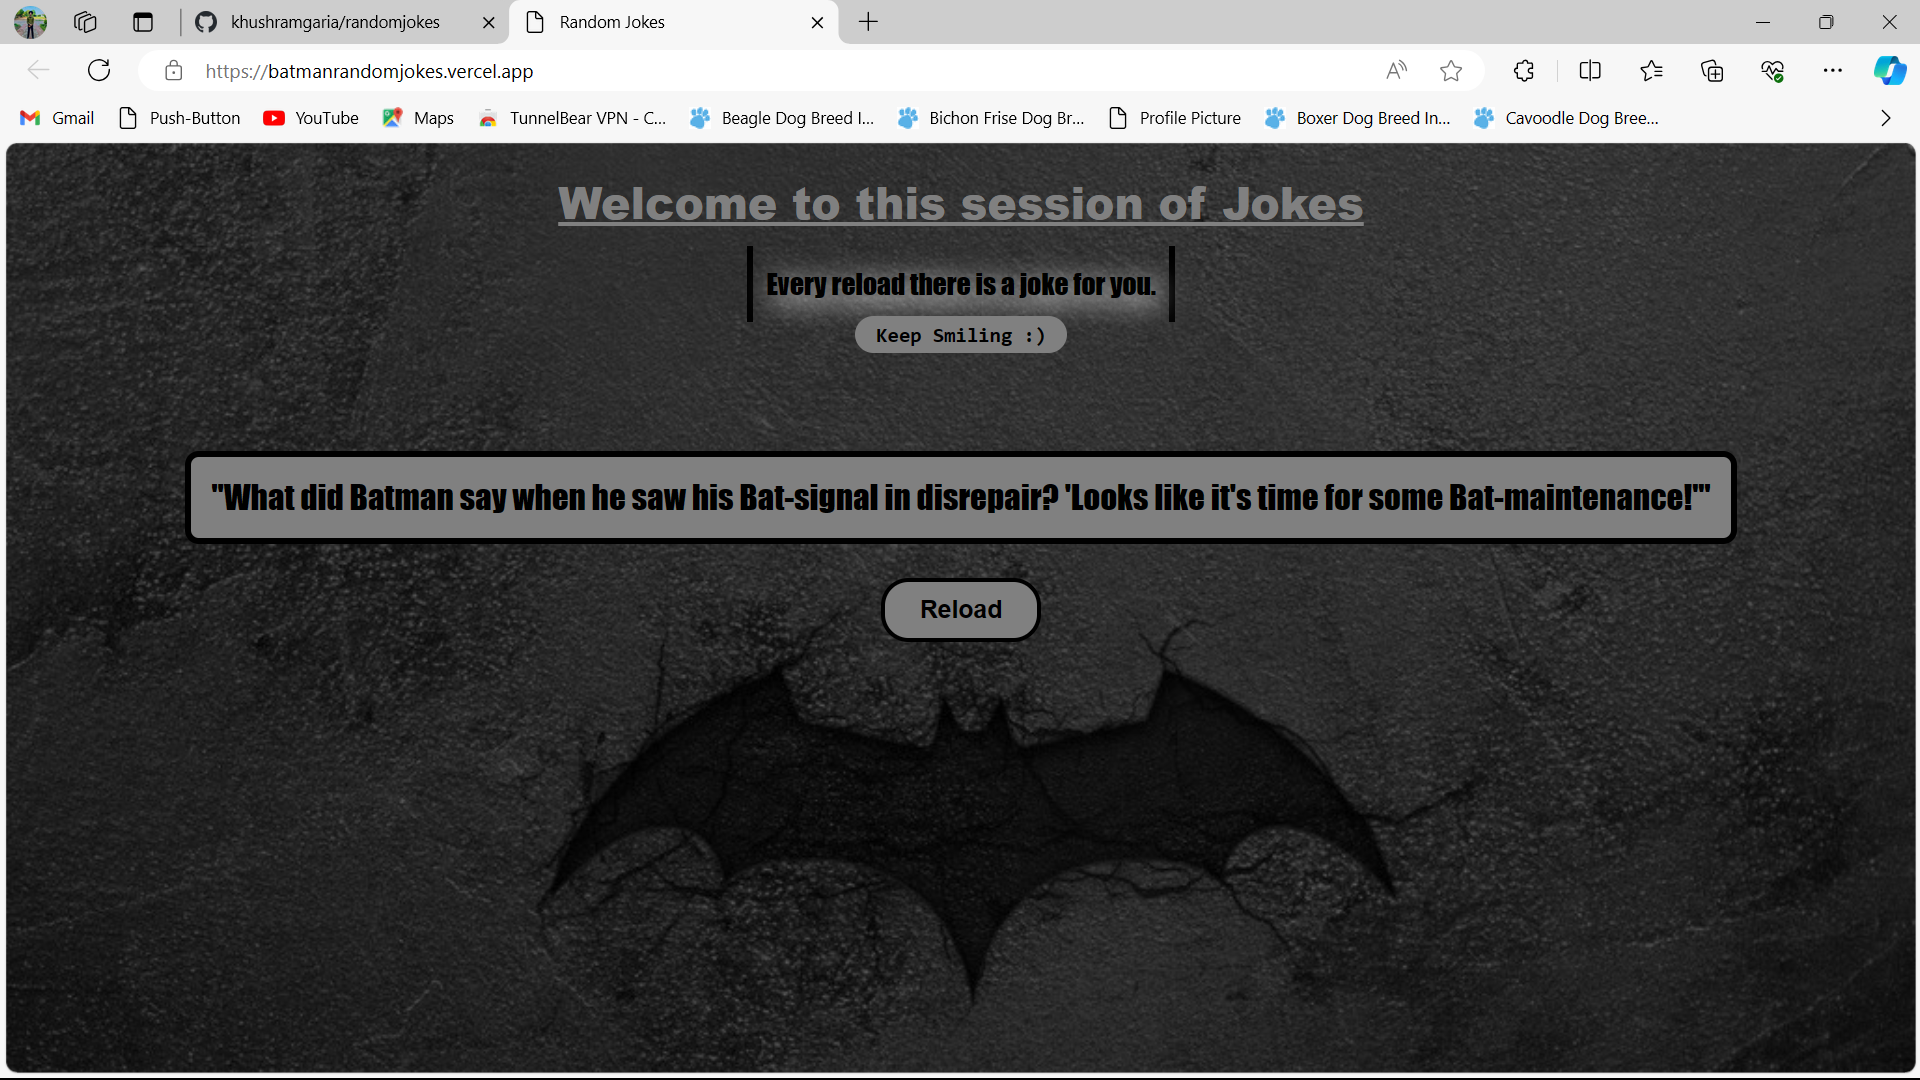 khushramgaria/randomjokes
Random Jokes
https://batmanrandomjokes.vercel.app
Gmail
Push-Button
YouTube
Maps
TunnelBear VPN - C...
Beagle Dog Breed I...
Bichon Frise Dog Br...
Profile Picture
Boxer Dog Breed In...
Cavoodle Dog Bree...
Welcome to this session of Jokes
Every reload there is a joke for you.
Keep Smiling :)
"What did Batman say when he saw his Bat-signal in disrepair? 'Looks like it's time for some Bat-maintenance!'"
Reload